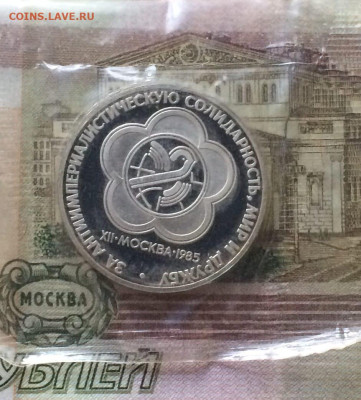 COINS.LAVE.RU
ЗА АНТИИМПЕРИАЛИСТИЧЕСКУЮ СОЛИДАРНОСТЬ, МИР И ДРУЖБУ
XII · МОСКВА · 1985
МОСКВА
РУБЛЕЙ